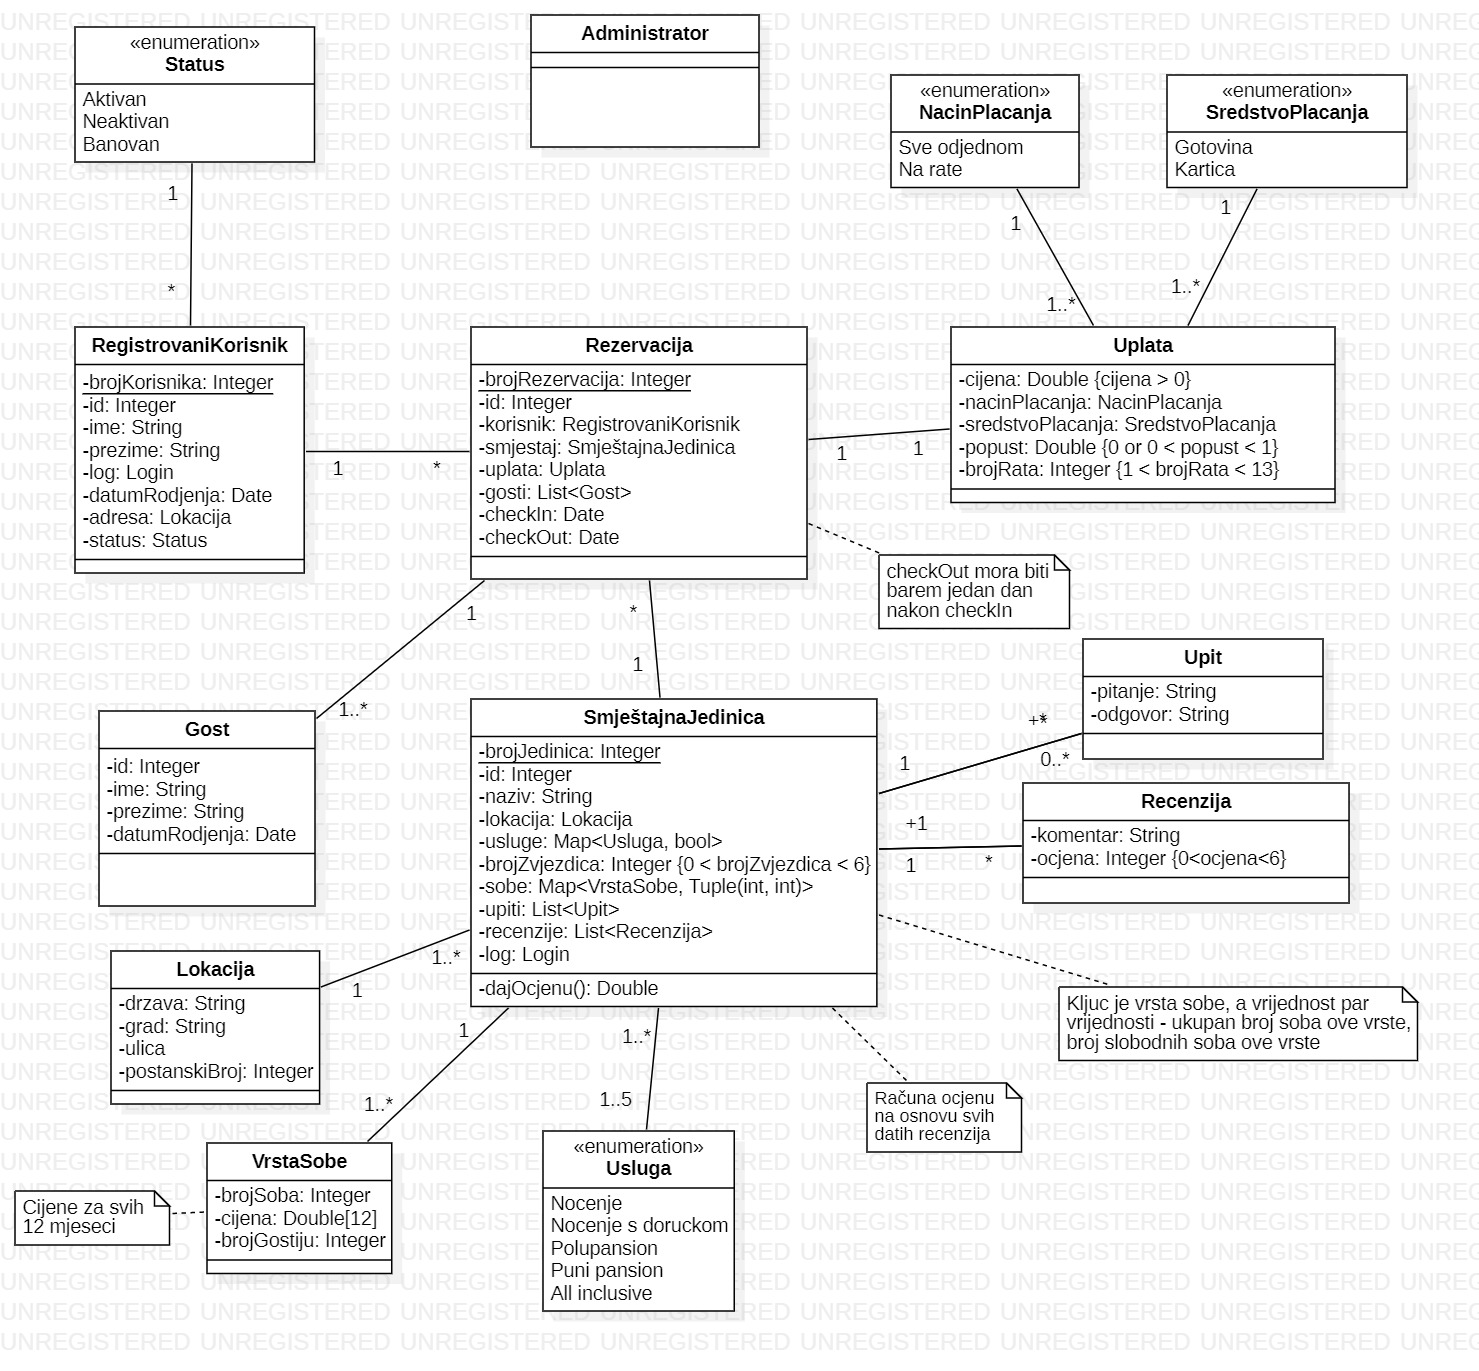 «enumeration»
Status
Aktivan
Neaktivan
Banovan
Administrator
«enumeration»
NacinPlacanja
Sve odjednom
Na rate
«enumeration»
SredstvoPlacanja
Gotovina
Kartica
1
*
1
1..*
1
1..*
RegistrovaniKorisnik
-brojKorisnika: Integer
-id: Integer
-ime: String
-prezime: String
-log: Login
-datumRodjenja: Date
-adresa: Lokacija
-status: Status
1
*
Rezervacija
-brojRezervacija: Integer
-id: Integer
-korisnik: RegistrovaniKorisnik
-smjestaj: SmještajnaJedinica
-uplata: Uplata
-gosti: List<Gost>
-checkIn: Date
-checkOut: Date
1
1
Uplata
-cijena: Double {cijena > 0}
-nacinPlacanja: NacinPlacanja
-sredstvoPlacanja: SredstvoPlacanja
-popust: Double {0 or 0 < popust < 1}
-brojRata: Integer {1 < brojRata < 13}
checkOut mora biti
barem jedan dan
nakon checkIn
1
1..*
*
1
Gost
-id: Integer
-ime: String
-prezime: String
-datumRodjenja: Date
SmještajnaJedinica
-brojJedinica: Integer
-id: Integer
-naziv: String
-lokacija: Lokacija
-usluge: Map<Usluga, bool>
-brojZvjezdica: Integer {0 < brojZvjezdica < 6}
-sobe: Map<VrstaSobe, Tuple(int, int)>
-upiti: List<Upit>
-recenzije: List<Recenzija>
-log: Login
-dajOcjenu(): Double
Upit
-pitanje: String
-odgovor: String
+*
1
0..*
Recenzija
-komentar: String
-ocjena: Integer {0<ocjena<6}
+1
1
*
Lokacija
-drzava: String
-grad: String
-ulica
-postanskiBroj: Integer
1..*
1
Kljuc je vrsta sobe, a vrijednost par
vrijednosti - ukupan broj soba ove vrste,
broj slobodnih soba ove vrste
1
1..*
1..*
1..5
Računa ocjenu
na osnovu svih
datih recenzija
VrstaSobe
-brojSoba: Integer
-cijena: Double[12]
-brojGostiju: Integer
Cijene za svih
12 mjeseci
«enumeration»
Usluga
Nocenje
Nocenje s doruckom
Polupansion
Puni pansion
All inclusive